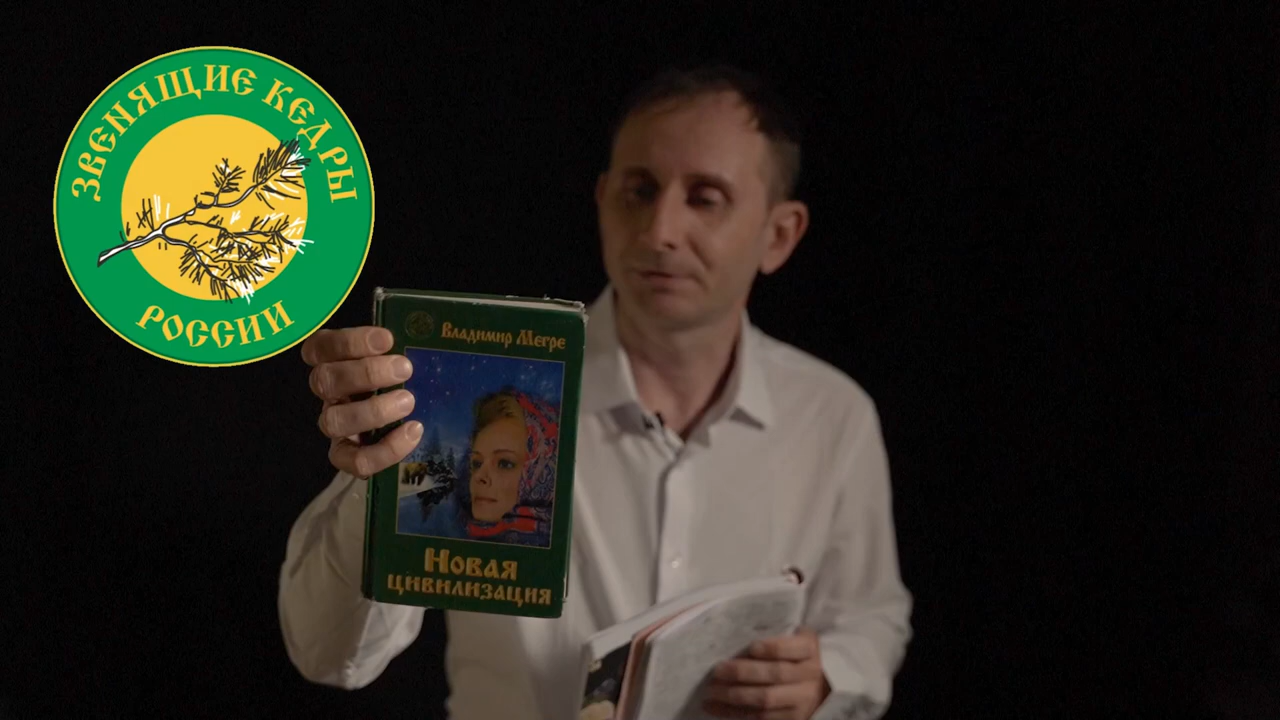 ЗВЕНЯЩИЕ КЕДРЫ
РОССИИ
Владимир Мегре
Новая
цивилизация